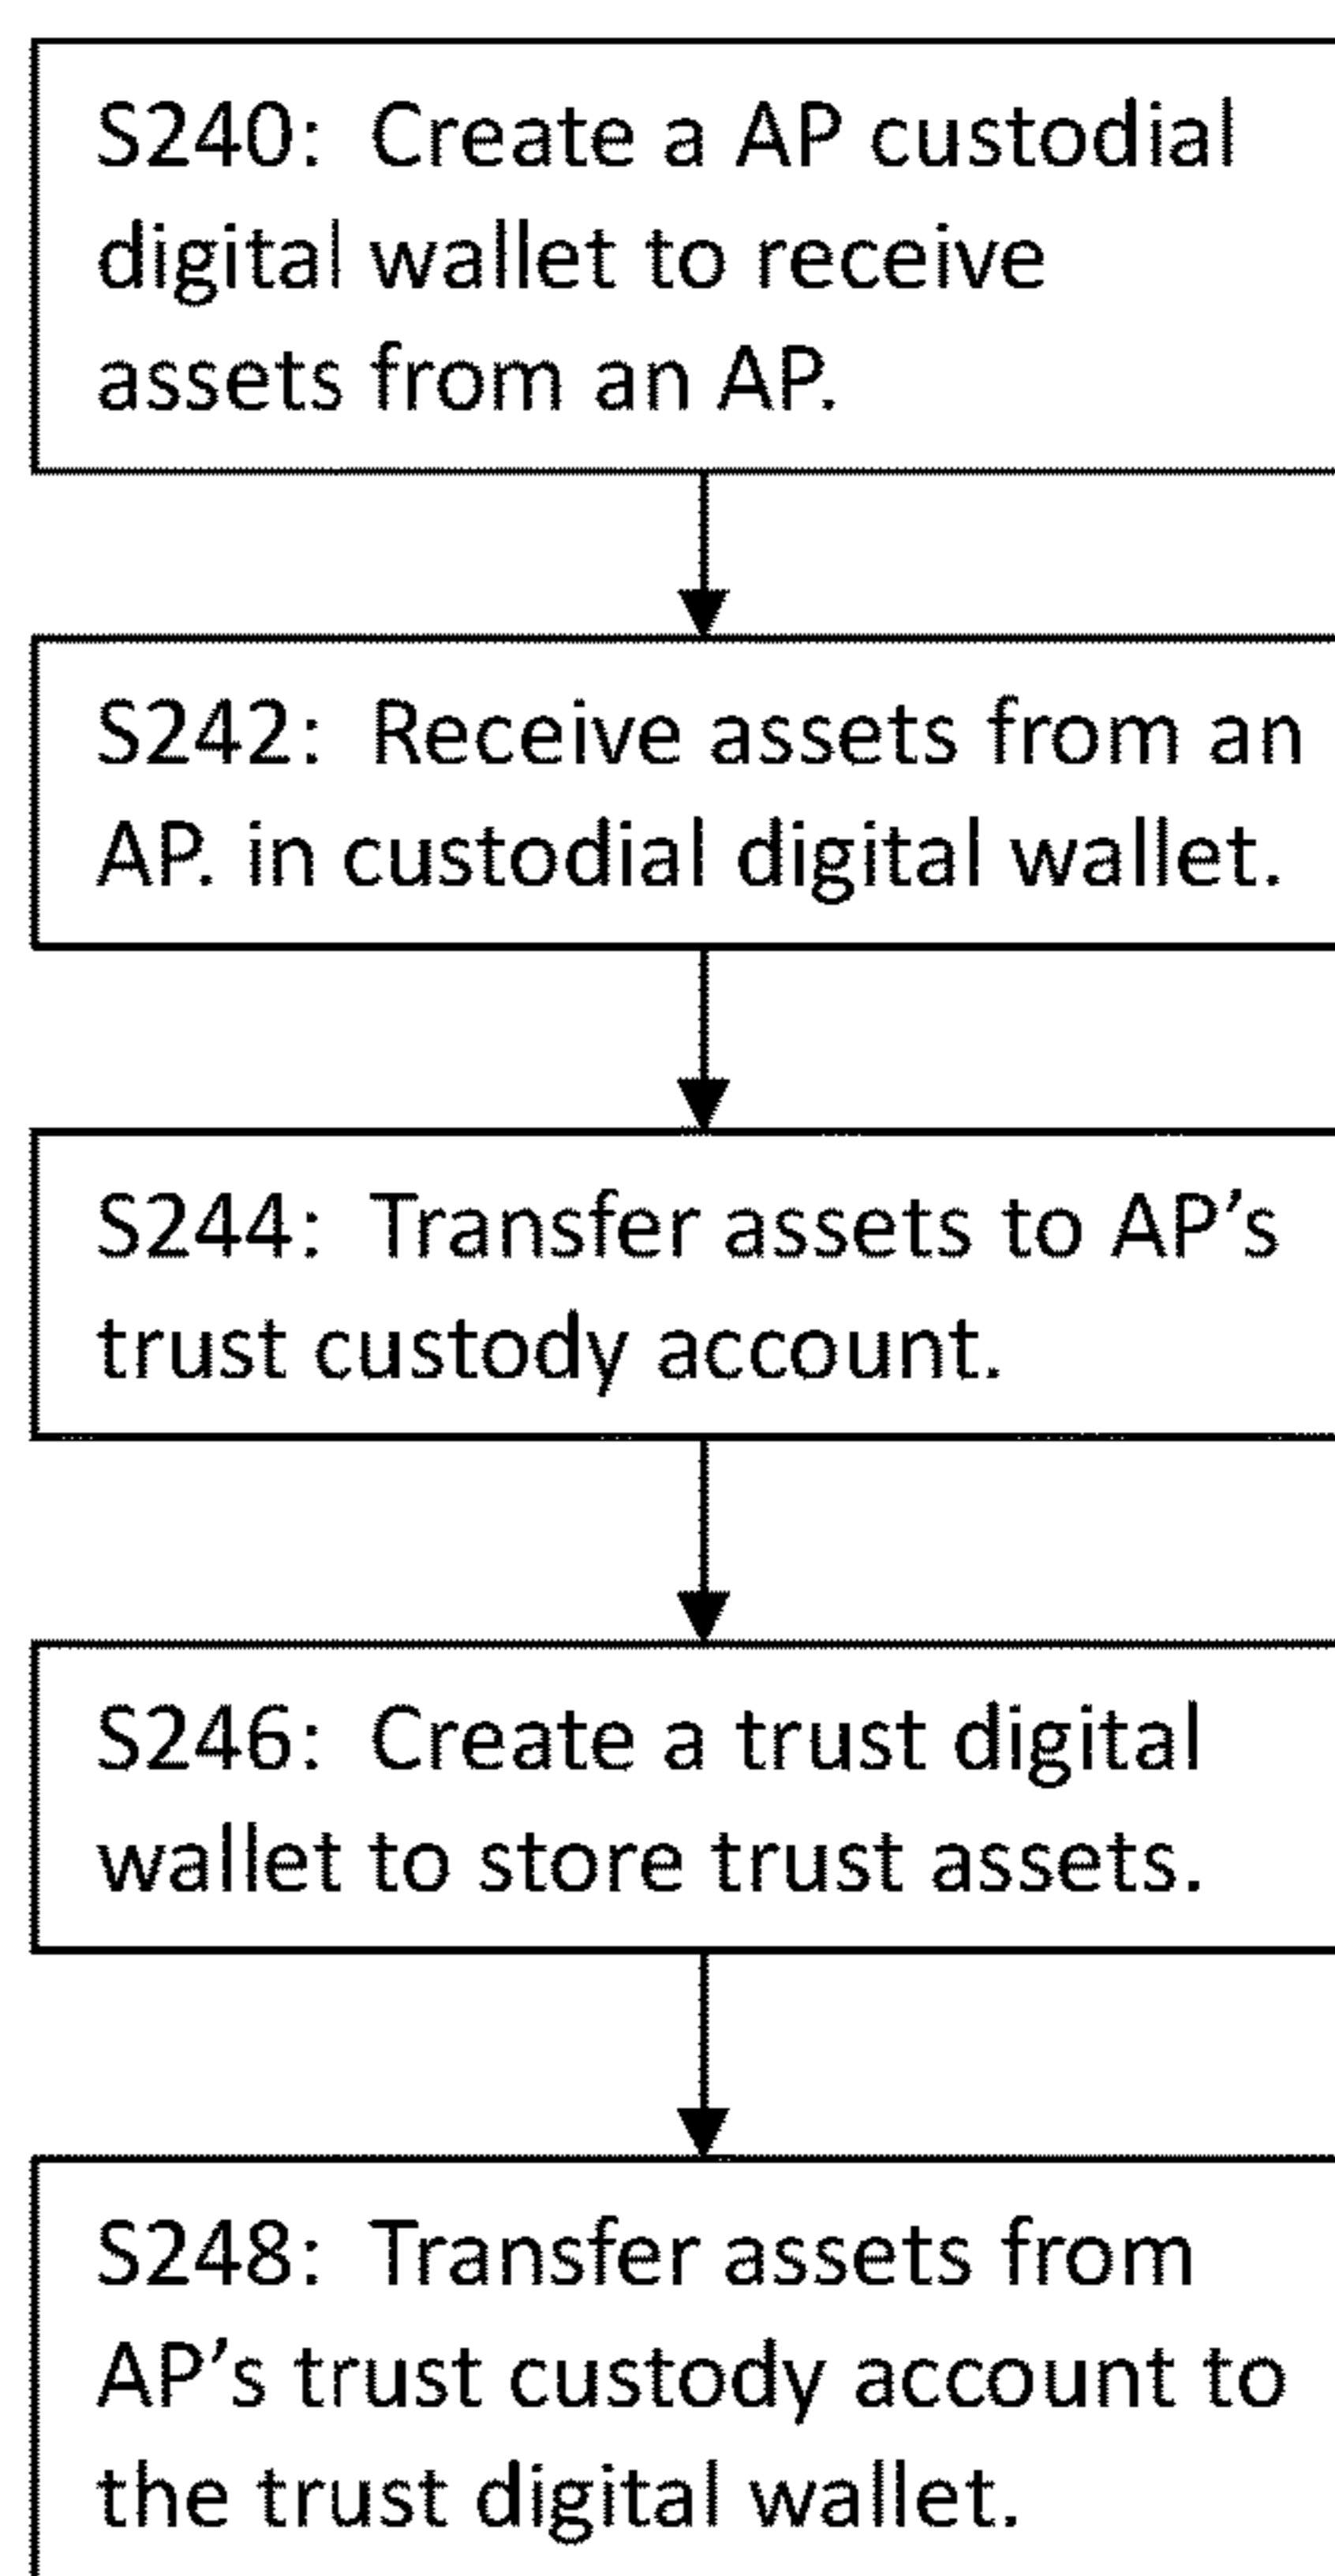 S240:  Create a AP custodial
digital wallet to receive
assets from an AP.
S242:  Receive assets from an
AP. in custodial digital wallet.
S244:  Transfer assets to AP’s
trust custody account.
S246:  Create a trust digital
wallet to store trust assets.
S248:  Transfer assets from
AP’s trust custody account to
the trust digital wallet.